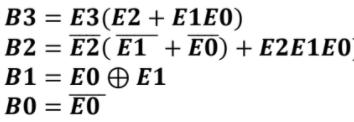 B3 = E3(E2 + E1E0)
B2 = E̅2̅( E̅1̅ + E̅0̅) + E2E1E0)
B1 = E0 ⊕ E1
B0 = E̅0̅